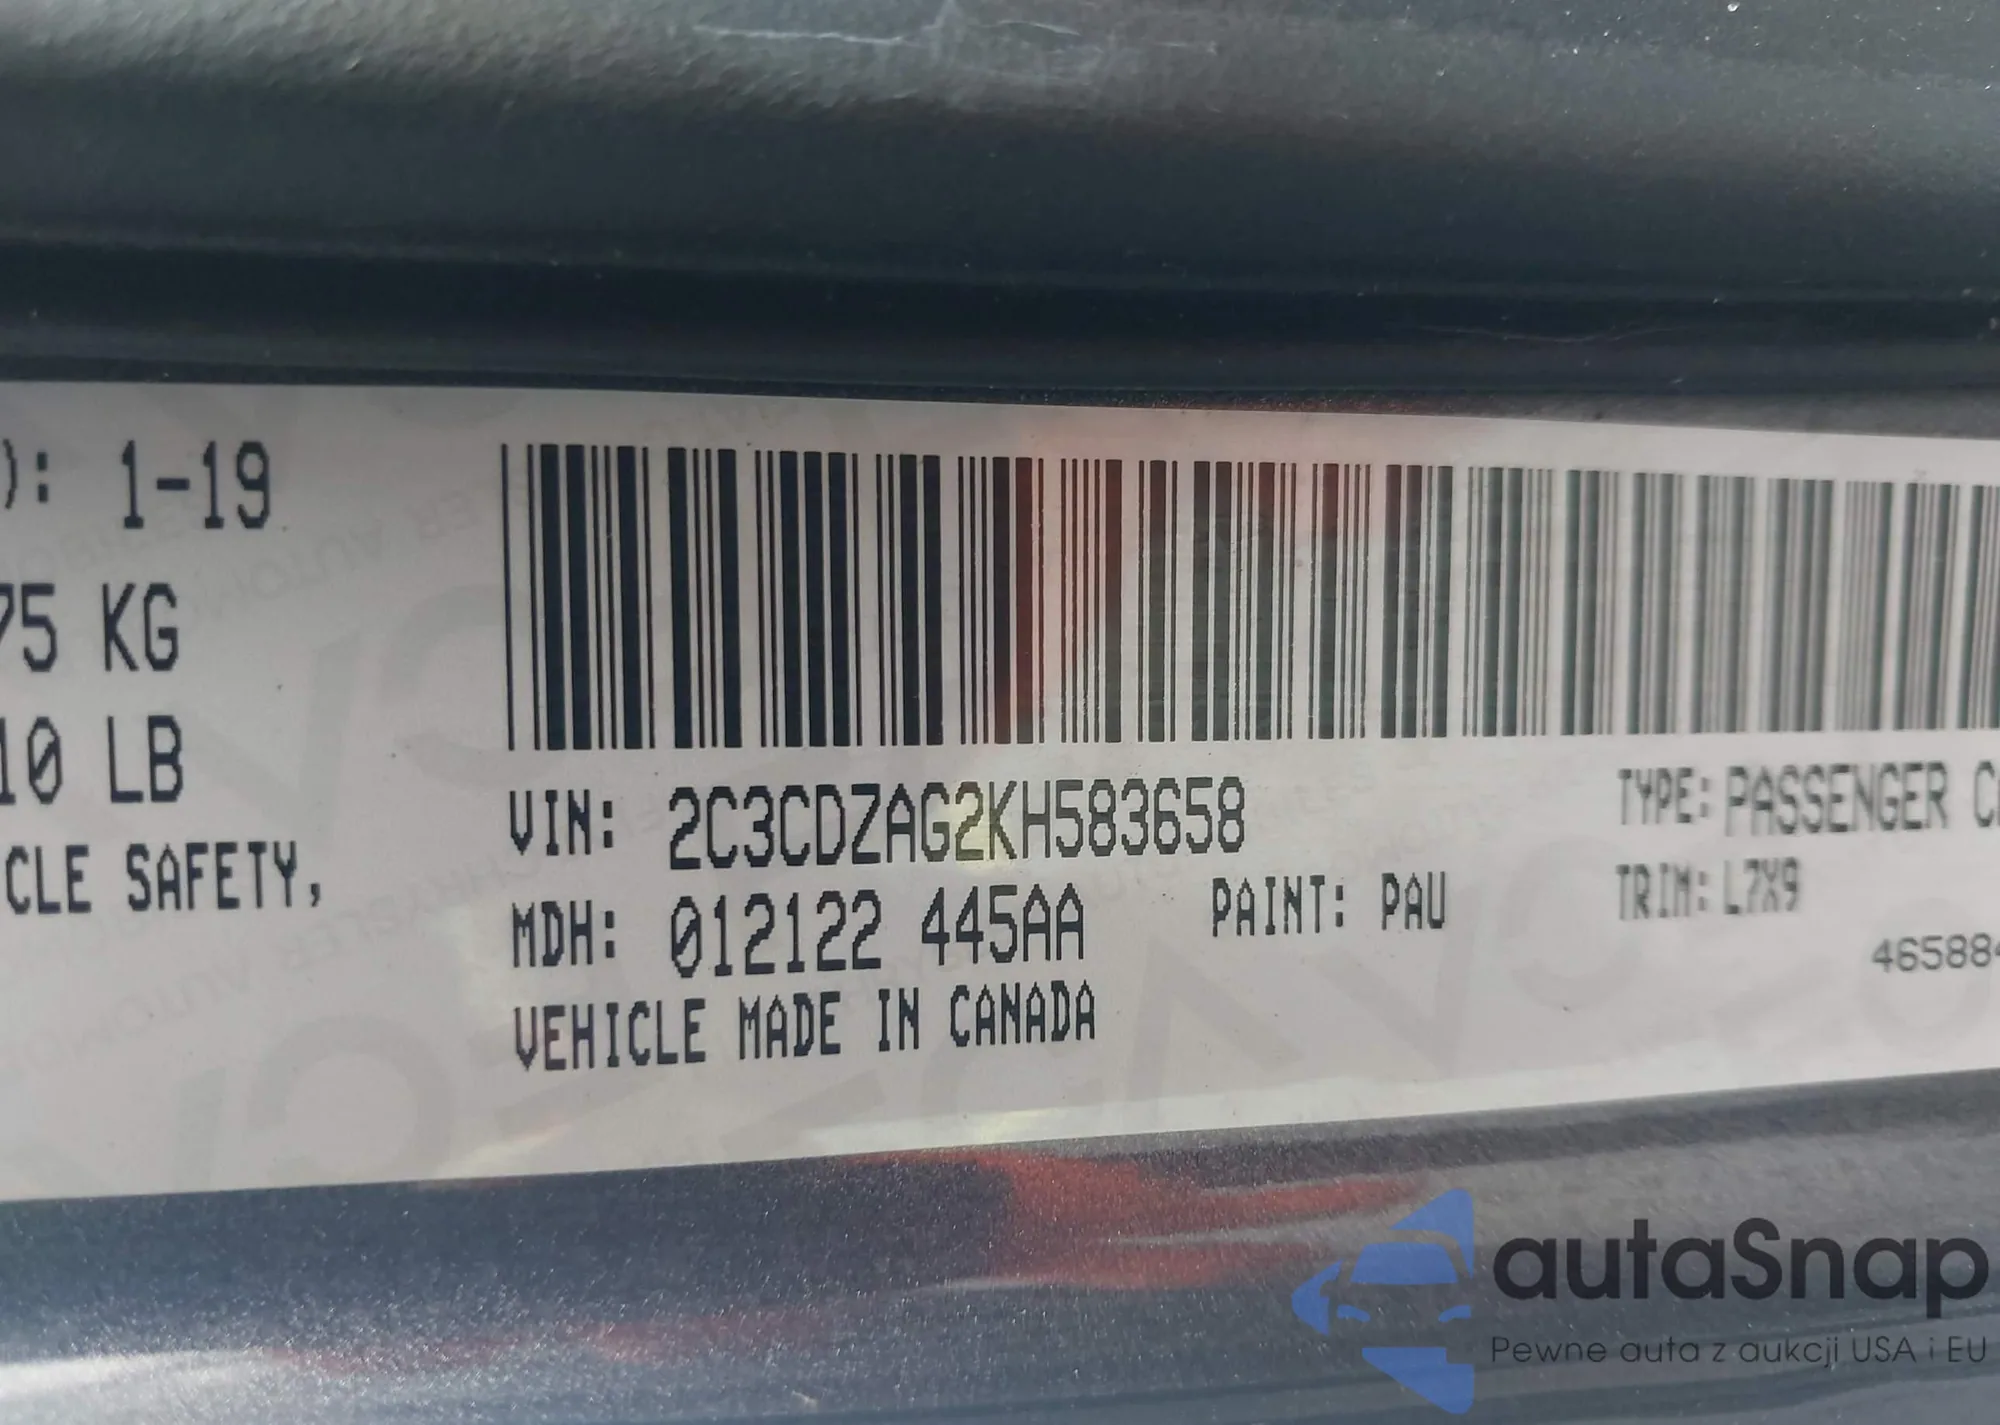 ): 1-19
75 KG
10 LB
CLE SAFETY,
VIN: 2C3CDZAG2KH583658
MDH: 012122 445AA
PAINT: PAU
VEHICLE MADE IN CANADA
TYPE: PASSENGER
TRIM: L7X9
46588
autaSnap
Pewne auta z aukcji USA i EU